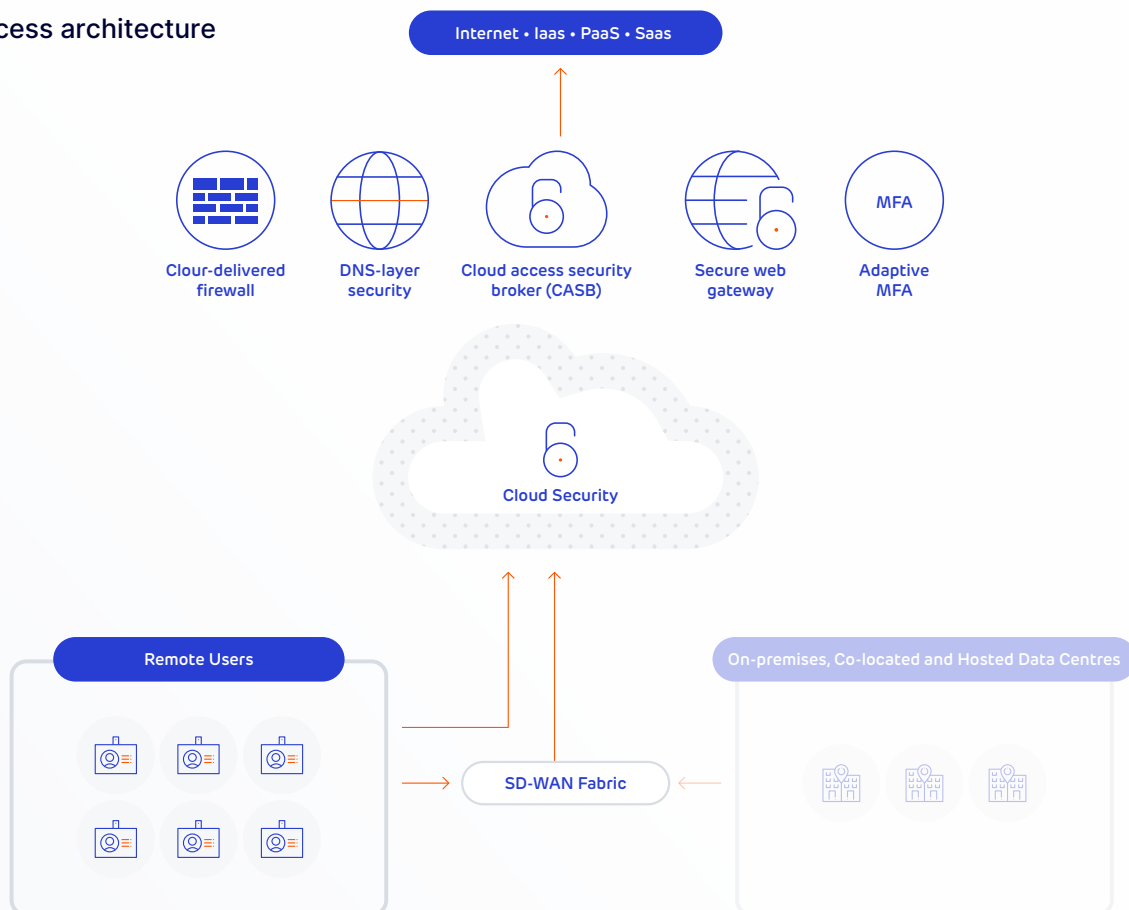 cess architecture
Internet • Iaas • PaaS • Saas
MFA
Clour-delivered
firewall
DNS-layer
security
Cloud access security
broker (CASB)
Secure web
gateway
Adaptive
MFA
Cloud Security
Remote Users
On-premises, Co-located and Hosted Data Centres
SD-WAN Fabric